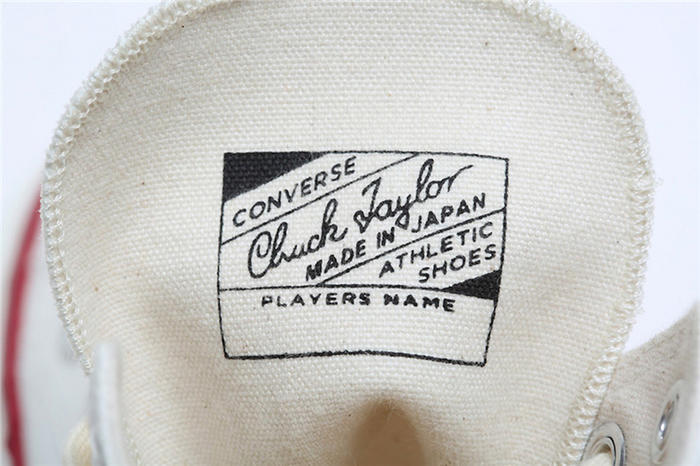 CONVERSE
Chuck Taylor
MADE IN JAPAN
ATHLETIC
SHOES
PLAYERS NAME